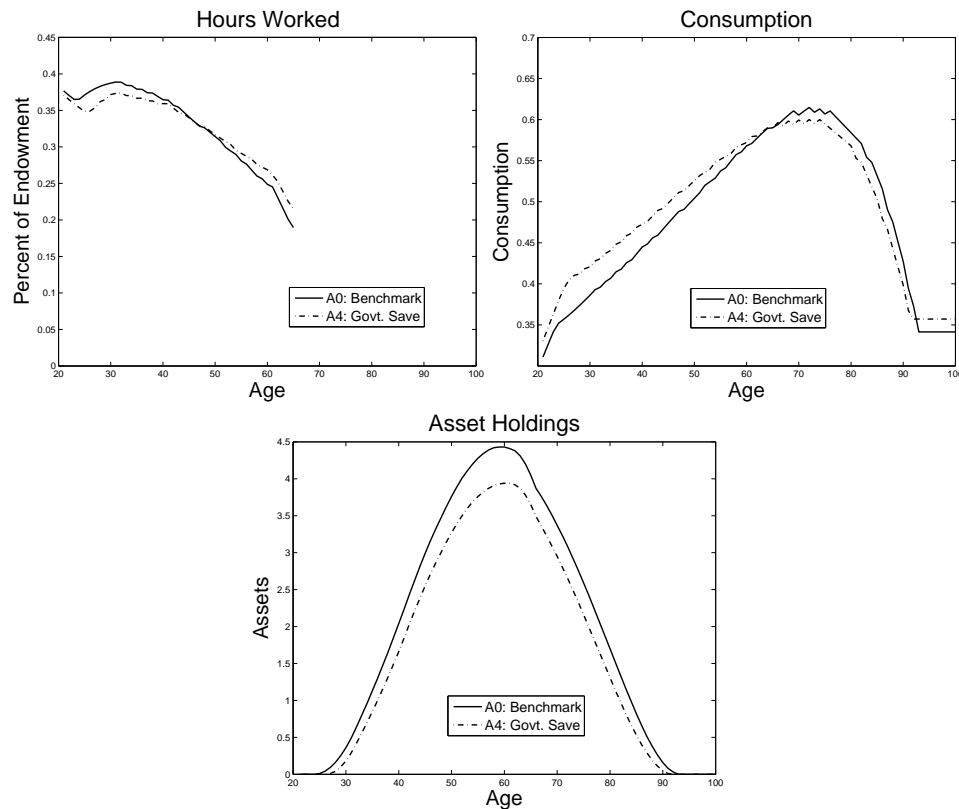 Hours Worked
0.45
0.4
0.35
0.3
0.25
0.2
0.15
0.1
0.05
0
Percent of Endowment
A0: Benchmark
A4: Govt. Save
20 30 40 50 60 70 80 90 100
Age
Consumption
0.7
0.65
0.6
0.55
0.5
0.45
0.4
0.35
Consumption
A0: Benchmark
A4: Govt. Save
20 30 40 50 60 70 80 90 100
Age
Asset Holdings
4.5
4
3.5
3
2.5
2
1.5
1
0.5
0
Assets
A0: Benchmark
A4: Govt. Save
20 30 40 50 60 70 80 90 100
Age